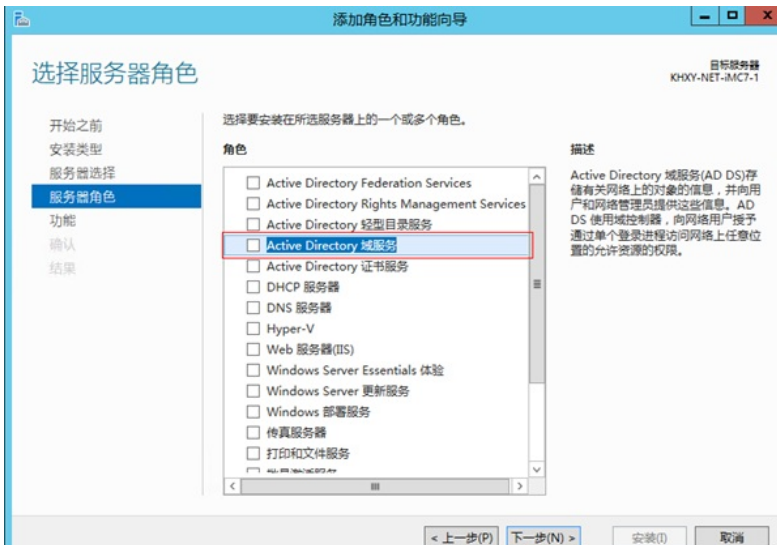 添加角色和功能向导
选择服务器角色
目标服务器
KHXY-NET-iMC7-1
开始之前
安装类型
服务器选择
服务器角色
功能
确认
结果
选择要安装在所选服务器上的一个或多个角色。
角色
Active Directory Federation Services
Active Directory Rights Management Services
Active Directory 轻型目录服务
Active Directory 域服务
Active Directory 证书服务
DHCP 服务器
DNS 服务器
Hyper-V
Web 服务器(IIS)
Windows Server Essentials 体验
Windows Server 更新服务
Windows 部署服务
传真服务器
打印和文件服务
描述
Active Directory 域服务(AD DS)存
储有关网络上的对象的信息，并向用
户和网络管理员提供这些信息。AD
DS 使用域控制器，向网络用户授予
通过单个登录进程访问网络上任意位
置的允许资源的权限。
< 上一步(P)
下一步(N) >
安装(I)
取消